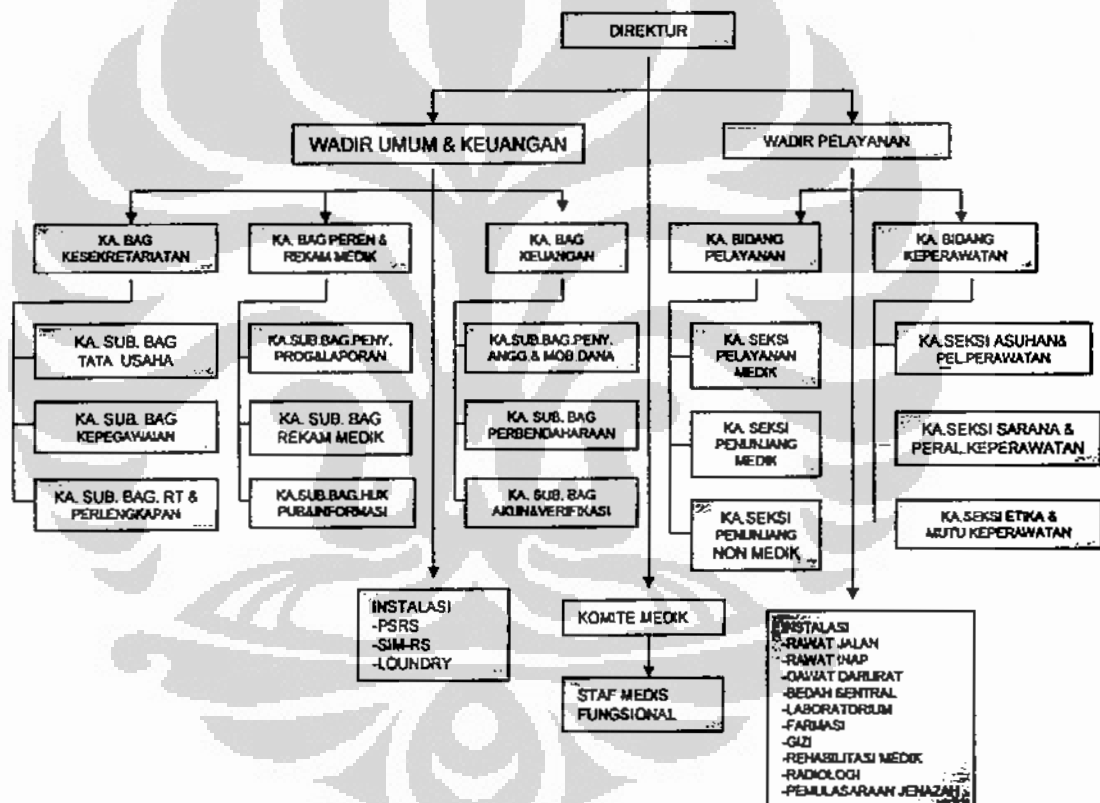 DIREKTUR
WADIR UMUM & KEUANGAN
WADIR PELAYANAN
KA. BAG
KESEKRETARIATAN
KA. BAG PEREN &
REKAM MEDIK
KA. BAG
KEUANGAN
KA. BIDANG
PELAYANAN
KA. BIDANG
KEPERAWATAN
KA. SUB. BAG
TATA USAHA
KA.SUB.BAG.PENY.
PROG&LAPORAN
KA.SUB.BAG.PENY.
ANGG.& MOB.DANA
KA. SEKSI
PELAYANAN
MEDIK
KA.SEKSI ASUHAN&
PEL.PERAWATAN
KA. SUB. BAG
KEPEGAWAIAN
KA. SUB. BAG
REKAM MEDIK
KA. SUB. BAG
PERBENDAHARAAN
KA. SEKSI
PENUNJANG
MEDIK
KA.SEKSI SARANA &
PERAL.KEPERAWATAN
KA. SUB. BAG. RT &
PERLENGKAPAN
KA.SUB.BAG.HUK
PUB&INFORMASI
KA. SUB. BAG
AKUN&VERIFIKASI
KA.SEKSI
PENUNJANG
NON MEDIK
KA.SEKSI ETIKA &
MUTU KEPERAWATAN
INSTALASI
-PSRS
-SIM-RS
-LOUNDRY
KOMITE MEDIK
STAF MEDIS
FUNGSIONAL
INSTALASI
-RAWAT JALAN
-RAWAT INAP
-GAWAT DARURAT
-BEDAH SENTRAL
-LABORATORIUM
-FARMASI
-GIZI
-REHABILITASI MEDIK
-RADIOLOGI
-PEMULASARAAN JENAZAH